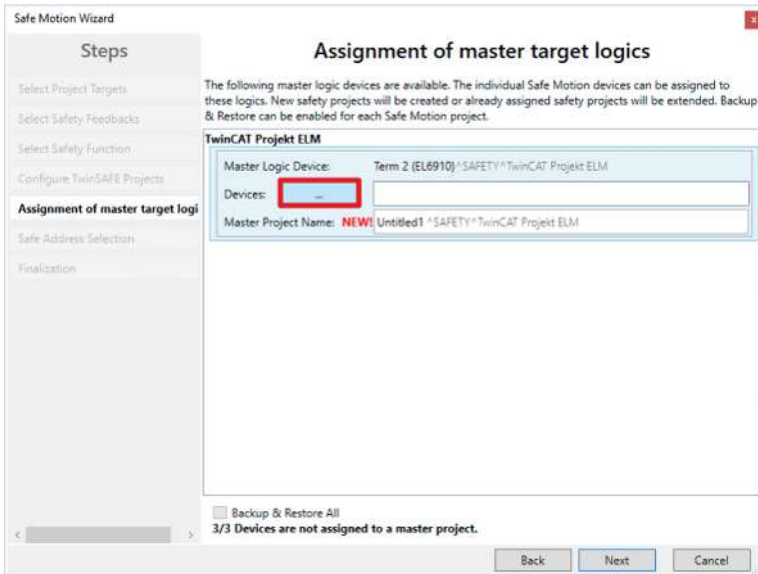 Safe Motion Wizard
x
Steps
Select Project Targets
Select Safety Feedbacks
Select Safety Function
Configure TwinSAFE Projects
Assignment of master target logi
Safe Address Selection
Finalization
Assignment of master target logics
The following master logic devices are available. The individual Safe Motion devices can be assigned to
these logics. New safety projects will be created or already assigned safety projects will be extended. Backup
& Restore can be enabled for each Safe Motion project.
TwinCAT Projekt ELM
Master Logic Device: Term 2 (EL6910)^SAFETY^TwinCAT Projekt ELM
Devices: ...
Master Project Name: NEW! Untitled1 ^SAFETY^TwinCAT Projekt ELM
Backup & Restore All
3/3 Devices are not assigned to a master project.
Back Next Cancel